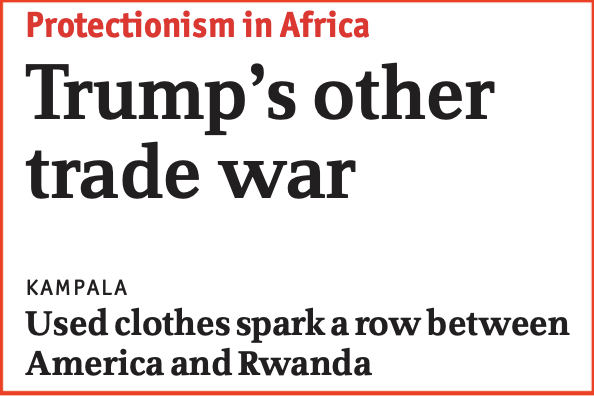 Protectionism in Africa
Trump’s other
trade war
KAMPALA
Used clothes spark a row between
America and Rwanda